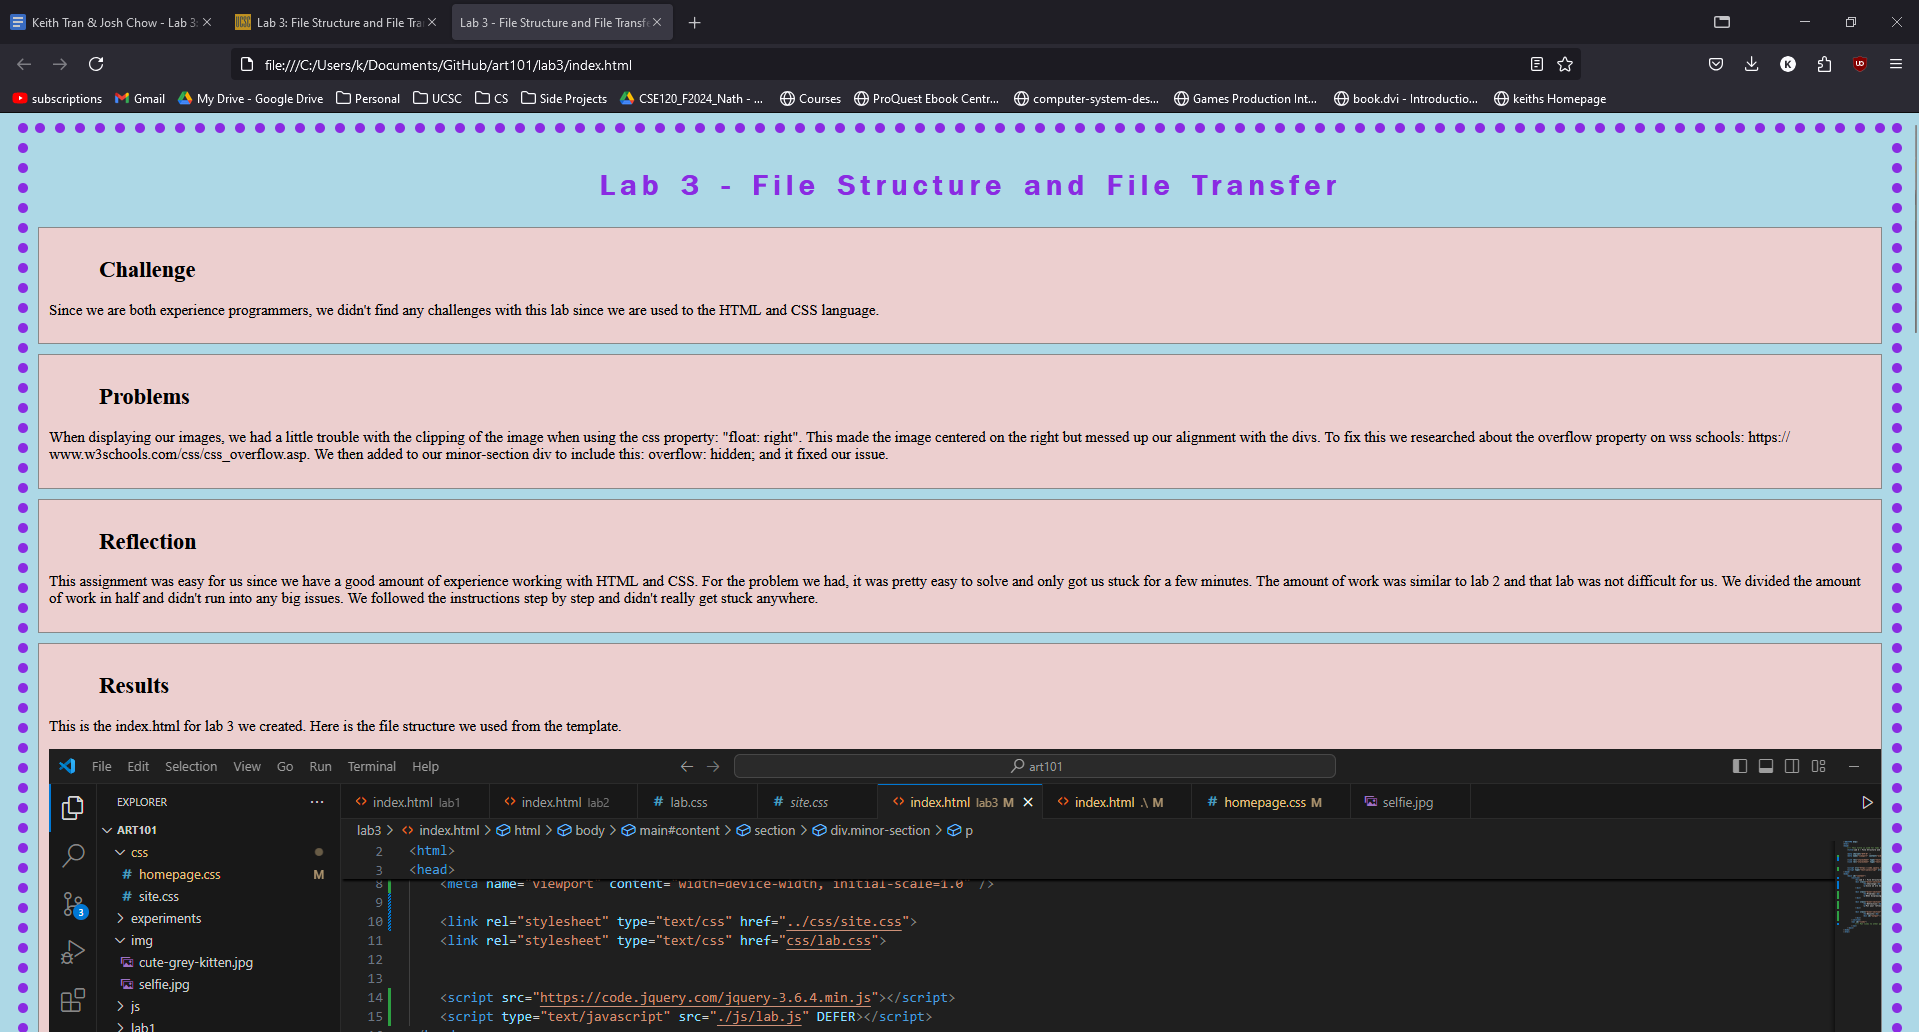 Keith Tran & Josh Chow - Lab 3:
Lab 3: File Structure and File Tra
Lab 3 - File Structure and File Transf
file:///C:/Users/k/Documents/GitHub/art101/lab3/index.html
K
subscriptions
Gmail
My Drive - Google Drive
Personal
UCSC
CS
Side Projects
CSE120_F2024_Nath - ...
Courses
ProQuest Ebook Centr...
computer-system-des...
Games Production Int...
book.dvi - Introductio...
keiths Homepage
Lab 3 - File Structure and File Transfer
Challenge
Since we are both experience programmers, we didn't find any challenges with this lab since we are used to the HTML and CSS language.
Problems
When displaying our images, we had a little trouble with the clipping of the image when using the css property: "float: right". This made the image centered on the right but messed up our alignment with the divs. To fix this we researched about the overflow property on wss schools: https://
www.w3schools.com/css/css_overflow.asp. We then added to our minor-section div to include this: overflow: hidden; and it fixed our issue.
Reflection
This assignment was easy for us since we have a good amount of experience working with HTML and CSS. For the problem we had, it was pretty easy to solve and only got us stuck for a few minutes. The amount of work was similar to lab 2 and that lab was not difficult for us. We divided the amount
of work in half and didn't run into any big issues. We followed the instructions step by step and didn't really get stuck anywhere.
Results
This is the index.html for lab 3 we created. Here is the file structure we used from the template.
File Edit Selection View Go Run Terminal Help
art101
EXPLORER
index.html lab1
index.html lab2
# lab.css
# site.css
index.html lab3 M
index.html .\ M
# homepage.css M
selfie.jpg
lab3 > index.html > html > body > main#content > section > div.minor-section > p
ART101
css
# homepage.css M
# site.css
experiments
img
cute-grey-kitten.jpg
selfie.jpg
js
lab1
3
2 <html>
3 <head>
8 <meta name="viewport" content="width=device-width, initial-scale=1.0" />
9
10 <link rel="stylesheet" type="text/css" href="../css/site.css">
11 <link rel="stylesheet" type="text/css" href="css/lab.css">
12
13
14 <script src="https://code.jquery.com/jquery-3.6.4.min.js"></script>
15 <script type="text/javascript" src="./js/lab.js" DEFER></script>